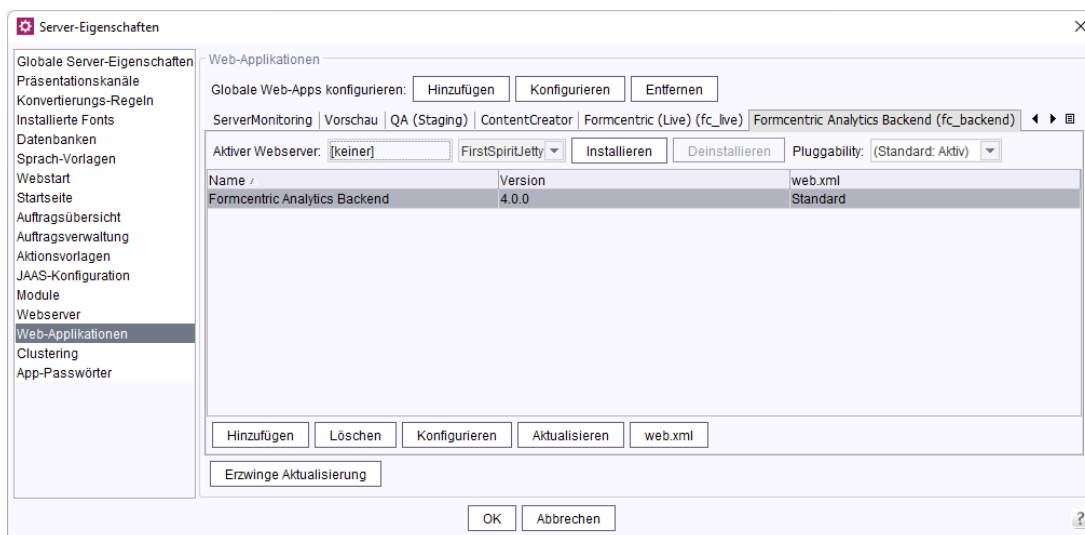 Server-Eigenschaften
Globale Server-Eigenschaften
Präsentationskanäle
Konvertierungs-Regeln
Installierte Fonts
Datenbanken
Sprach-Vorlagen
Webstart
Startseite
Auftragsübersicht
Auftragsverwaltung
Aktionsvorlagen
JAAS-Konfiguration
Module
Webserver
Web-Applikationen
Clustering
App-Passwörter
Web-Applikationen
Globale Web-Apps konfigurieren: Hinzufügen Konfigurieren Entfernen
ServerMonitoring Vorschau QA (Staging) ContentCreator Formcentric (Live) (fc_live) Formcentric Analytics Backend (fc_backend)
Aktiver Webserver: [keiner] FirstSpiritJetty Installieren Deinstallieren Pluggability: (Standard: Aktiv)
Name Version web.xml
Formcentric Analytics Backend 4.0.0 Standard
Hinzufügen Löschen Konfigurieren Aktualisieren web.xml
Erzwinge Aktualisierung
OK Abbrechen ?